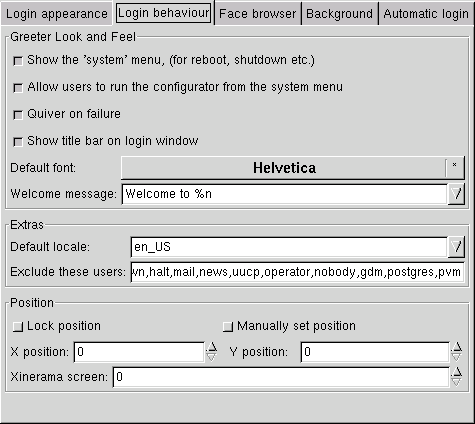 Login appearance Login behaviour Face browser Background Automatic login
Greeter Look and Feel
Show the 'system' menu, (for reboot, shutdown etc.)
Allow users to run the configurator from the system menu
Quiver on failure
Show title bar on login window
Default font: Helvetica
Welcome message: Welcome to %n
Extras
Default locale: en_US
Exclude these users: wn,halt,mail,news,uucp,operator,nobody,gdm,postgres,pvm
Position
Lock position Manually set position
X position: 0 Y position: 0
Xinerama screen: 0